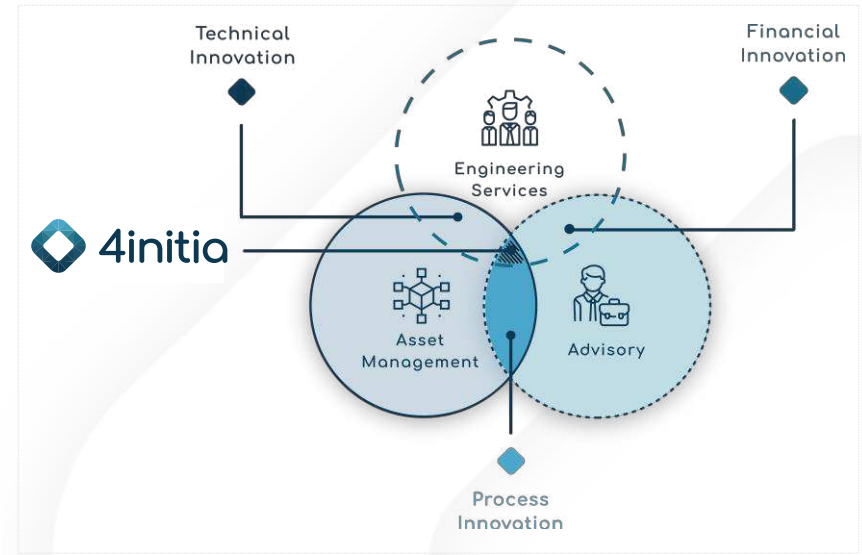 Technical
Innovation
Financial
Innovation
Engineering
Services
4initia
Asset
Management
Advisory
Process
Innovation